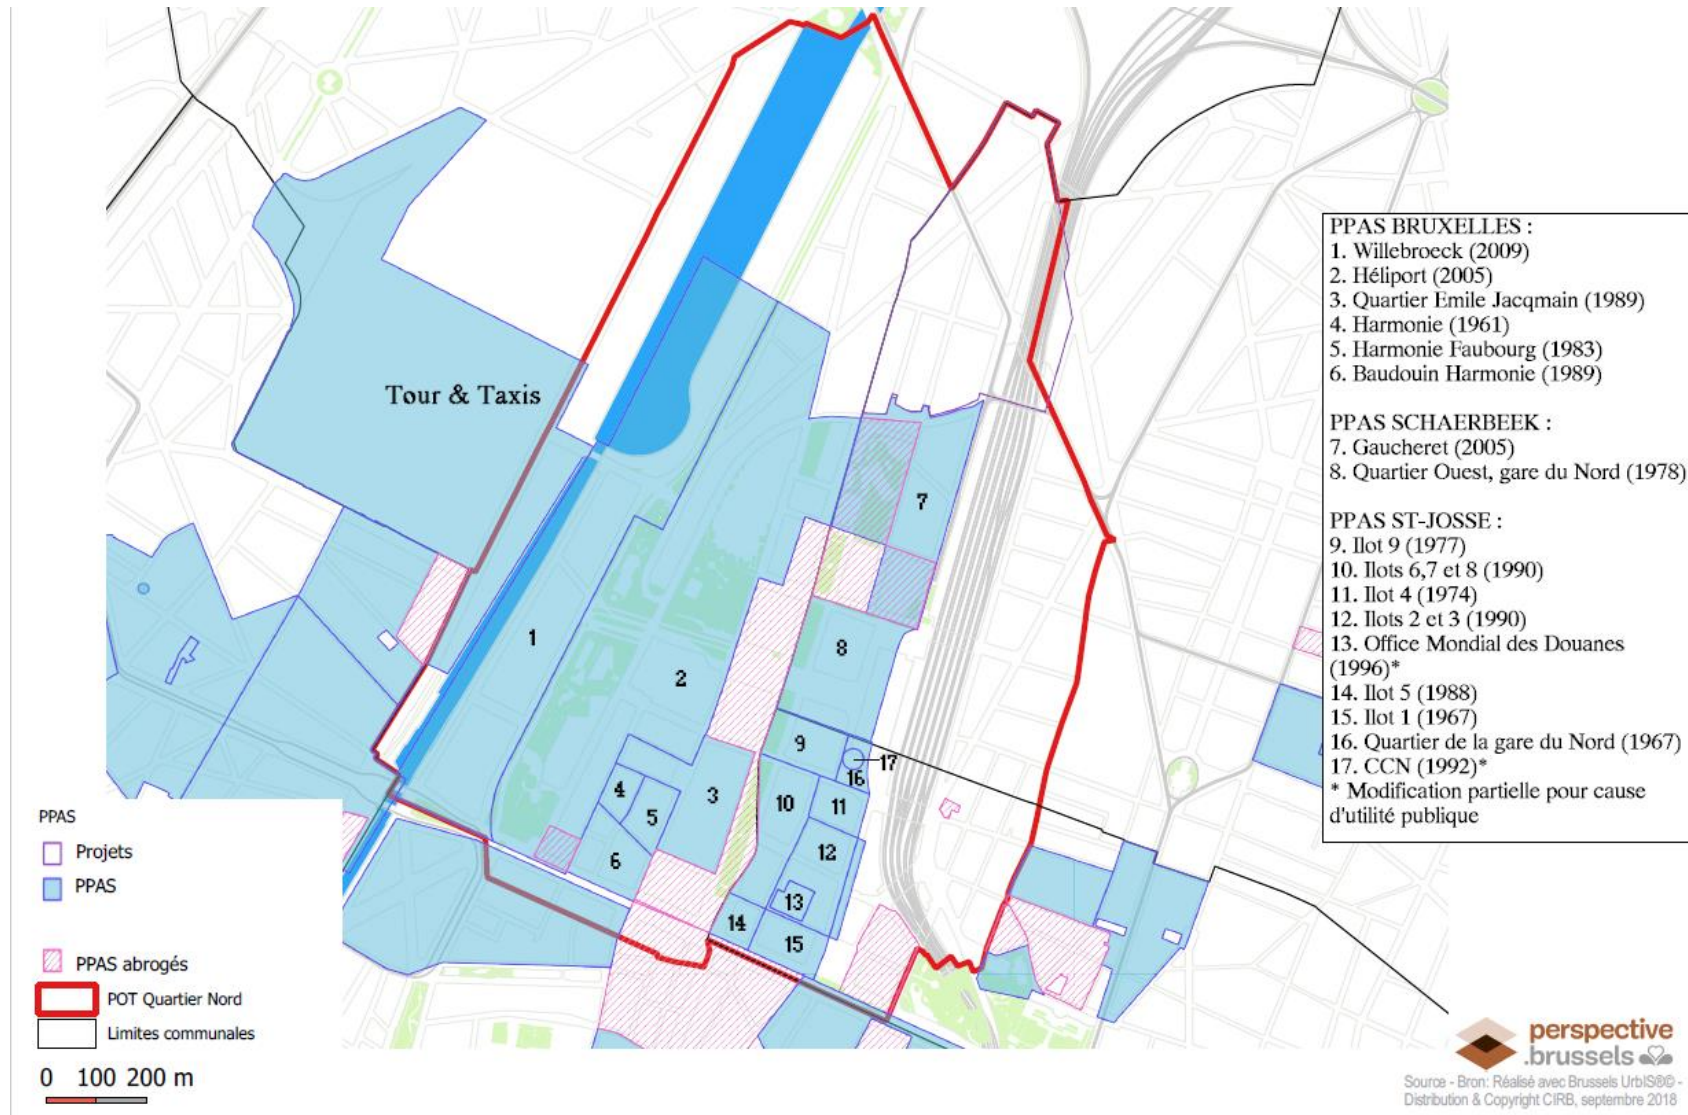 Tour & Taxis
1
2
3
4
5
6
7
8
9
10
11
12
13
14
15
16
17
PPAS BRUXELLES :
1. Willebroeck (2009)
2. Héliport (2005)
3. Quartier Emile Jacqmain (1989)
4. Harmonie (1961)
5. Harmonie Faubourg (1983)
6. Baudouin Harmonie (1989)
PPAS SCHAERBEEK :
7. Gaucheret (2005)
8. Quartier Ouest, gare du Nord (1978)
PPAS ST-JOSSE :
9. Ilot 9 (1977)
10. Ilots 6,7 et 8 (1990)
11. Ilot 4 (1974)
12. Ilots 2 et 3 (1990)
13. Office Mondial des Douanes
(1996)*
14. Ilot 5 (1988)
15. Ilot 1 (1967)
16. Quartier de la gare du Nord (1967)
17. CCN (1992)*
* Modification partielle pour cause
d'utilité publique
PPAS
Projets
PPAS
PPAS abrogés
POT Quartier Nord
Limites communales
0 100 200 m
perspective
.brussels
Source - Bron: Réalisé avec Brussels UrbIS®© -
Distribution & Copyright CIRB, septembre 2018